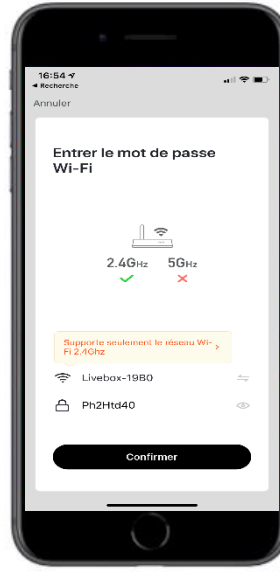 16:54
◀ Recherche
Annuler
Entrer le mot de passe
Wi-Fi
2.4GHz 5GHz
Supporte seulement le réseau Wi-
Fi 2.4Ghz
Livebox-19B0
Ph2Htd40
Confirmer